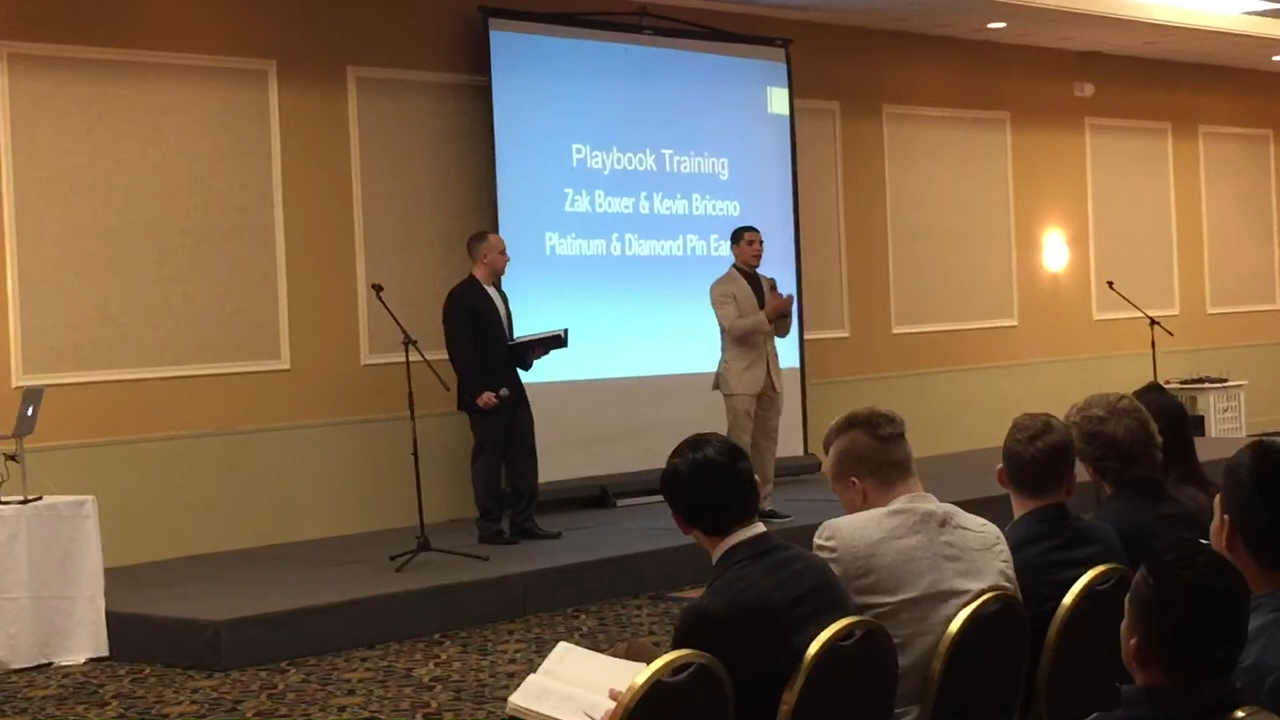 Playbook Training
Zak Boxer & Kevin Briceno
Platinum & Diamond Pin